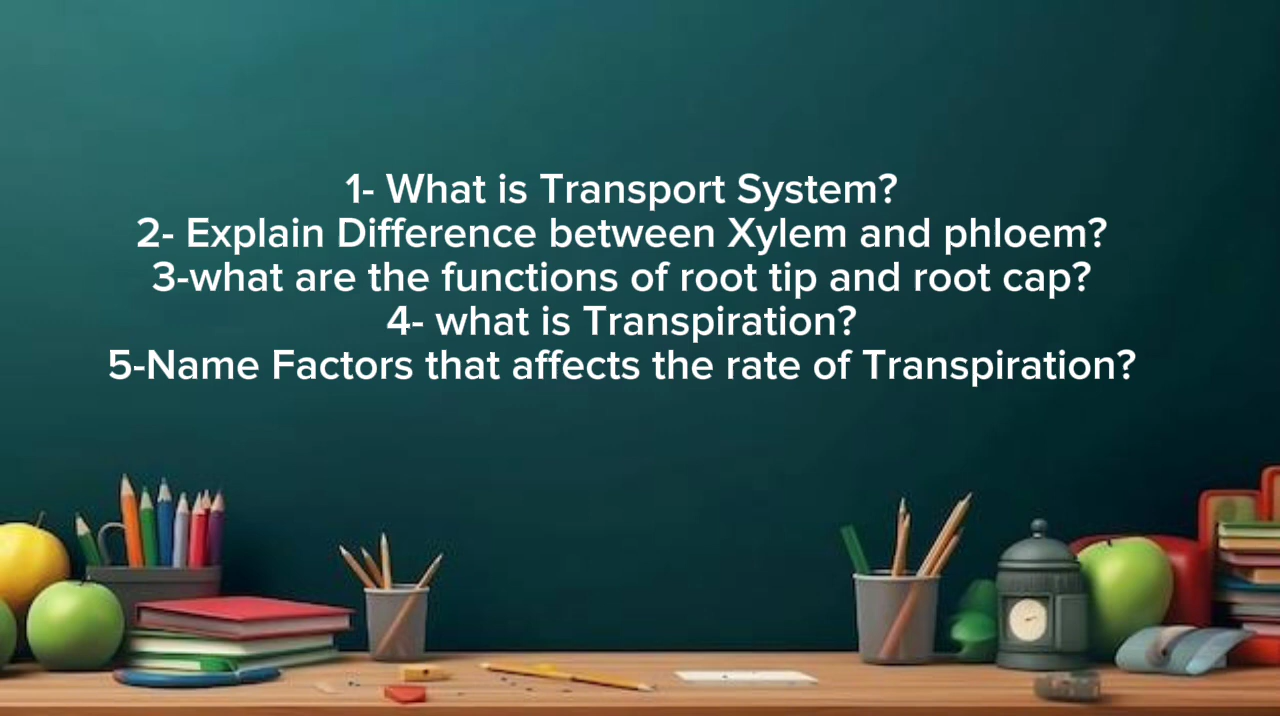 1- What is Transport System?
2- Explain Difference between Xylem and phloem?
3-what are the functions of root tip and root cap?
4- what is Transpiration?
5-Name Factors that affects the rate of Transpiration?